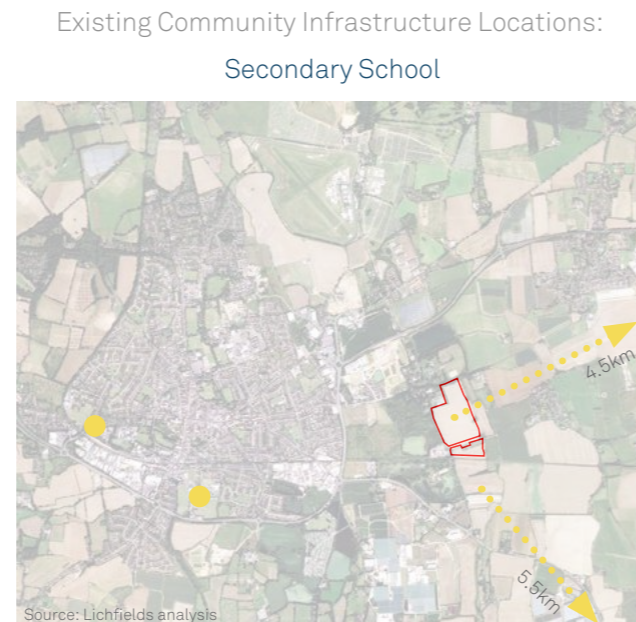 Existing Community Infrastructure Locations:
Secondary School
4.5km
5.5km
Source: Lichfields analysis